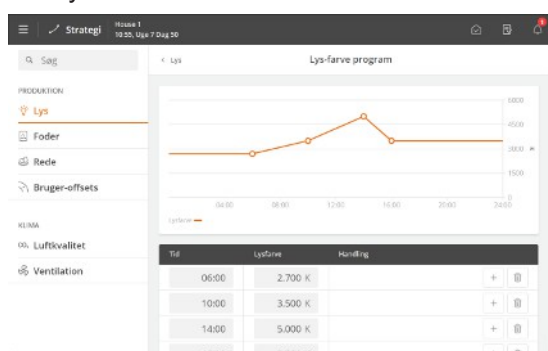 Strategi
House 1
10:55, Uge 7 Dag 50
1
Søg
PRODUKTION
Lys
Foder
Rede
Bruger-offsets
KLIMA
Luftkvalitet
Ventilation
< Lys
Lys-farve program
6000
4500
3000 K
1500
0
04:00 08:00 12:00 16:00 20:00 24:00
Lysfarve
Tid Lysfarve Handling
06:00 2.700 K
10:00 3.500 K
14:00 5.000 K